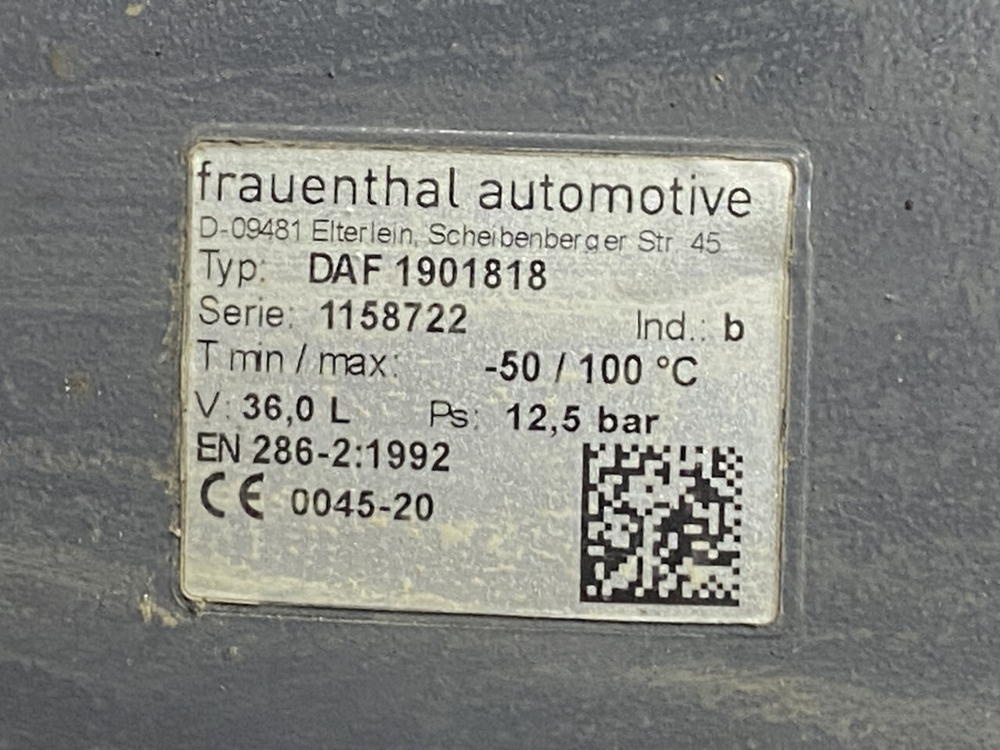 frauenthal automotive
D-09481 Elterlein, Scheibenberger Str. 45
Typ: DAF 1901818
Serie: 1158722 Ind.: b
T min / max: -50 / 100 °C
V: 36,0 L Ps: 12,5 bar
EN 286-2:1992
CE 0045-20